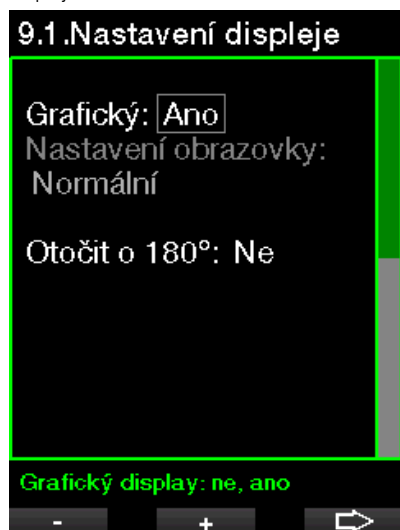 9.1.Nastavení displeje
Grafický: Ano
Nastavení obrazovky:
Normální
Otočit o 180°: Ne
Grafický display: ne, ano
- +